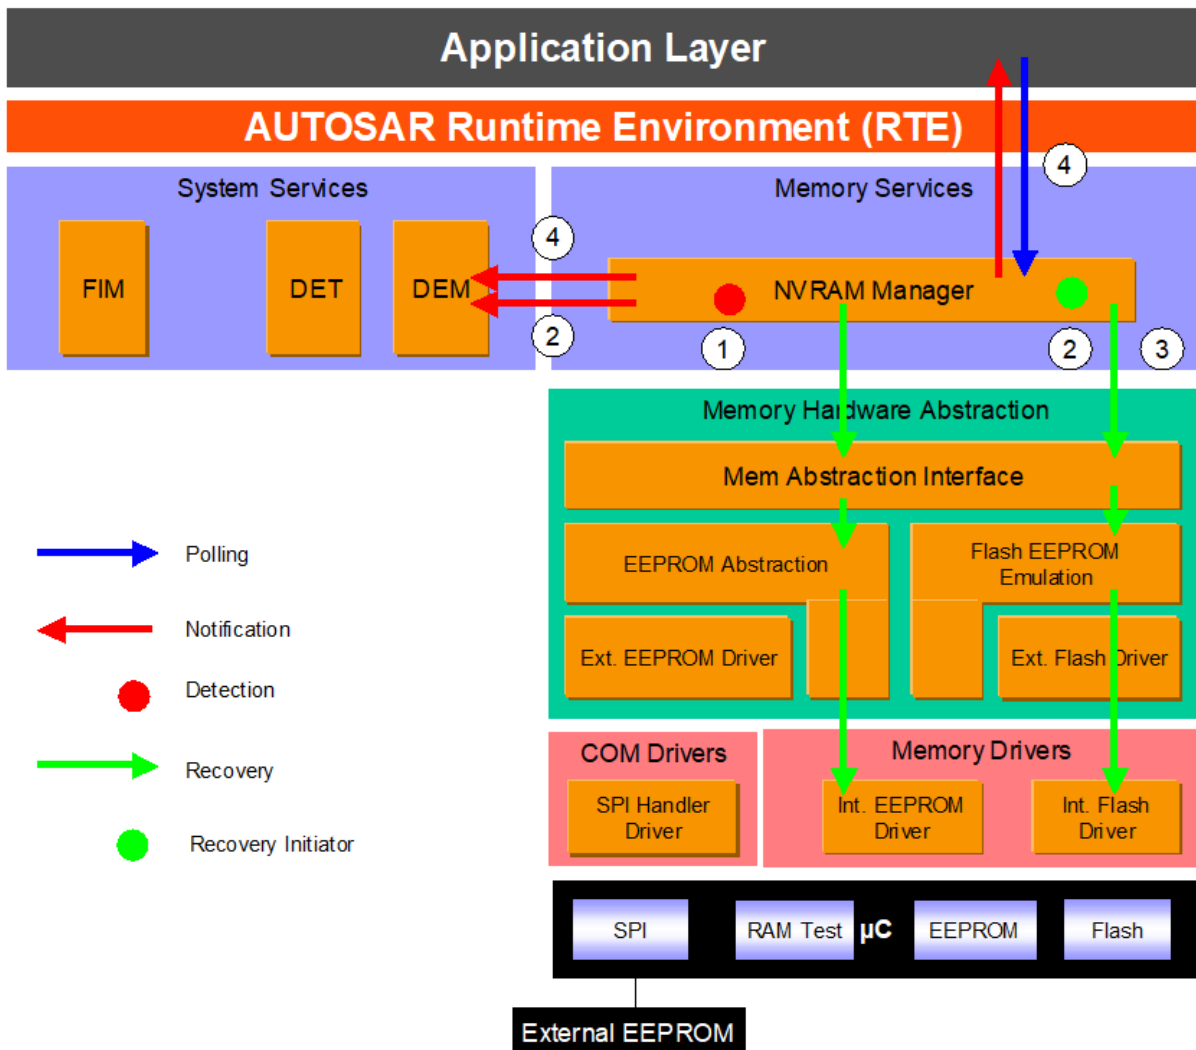 Application Layer
AUTOSAR Runtime Environment (RTE)
System Services
Memory Services
4
4
FIM
DET
DEM
NVRAM Manager
2
1
2
3
Memory Hardware Abstraction
Mem Abstraction Interface
EEPROM Abstraction
Flash EEPROM
Emulation
Ext. EEPROM Driver
Ext. Flash Driver
Polling
Notification
Detection
Recovery
Recovery Initiator
COM Drivers
Memory Drivers
SPI Handler
Driver
Int. EEPROM
Driver
Int. Flash
Driver
SPI
RAM Test
µC
EEPROM
Flash
External EEPROM